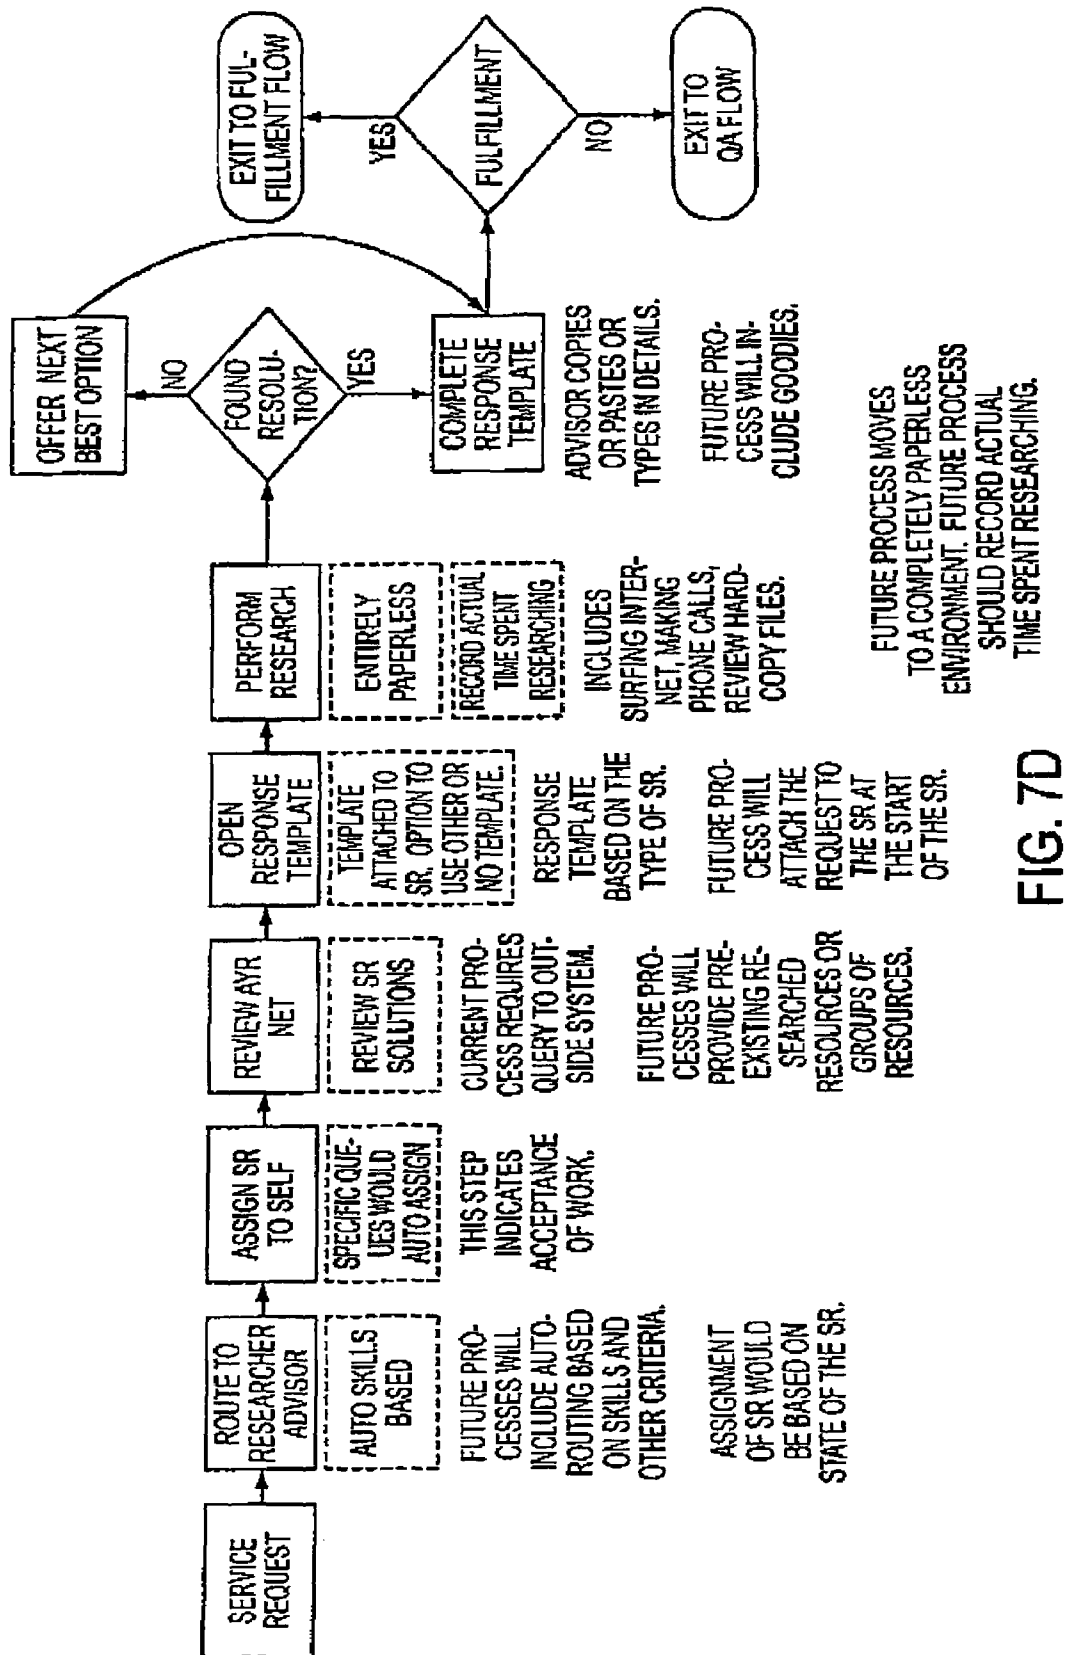 SERVICE
REQUEST
ROUTE TO
RESEARCHER
ADVISOR
AUTO SKILLS
BASED
FUTURE PRO-
CESSES WILL
INCLUDE AUTO-
ROUTING BASED
ON SKILLS AND
OTHER CRITERIA.
ASSIGNMENT
OF SR WOULD
BE BASED ON
STATE OF THE SR.
ASSIGN SR
TO SELF
SPECIFIC QUE-
UES WOULD
AUTO ASSIGN
THIS STEP
INDICATES
ACCEPTANCE
OF WORK.
REVIEW AYR
NET
REVIEW SR
SOLUTIONS
CURRENT PRO-
CESS REQUIRES
QUERY TO OUT-
SIDE SYSTEM.
FUTURE PRO-
CESSES WILL
PROVIDE PRE-
EXISTING RE-
SEARCHED
RESOURCES OR
GROUPS OF
RESOURCES.
OPEN
RESPONSE
TEMPLATE
TEMPLATE
ATTACHED TO
SR. OPTION TO
USE OTHER OR
NO TEMPLATE.
RESPONSE
TEMPLATE
BASED ON THE
TYPE OF SR.
FUTURE PRO-
CESS WILL
ATTACK THE
REQUEST TO
THE SR AT
THE START
OF THE SR.
PERFORM
RESEARCH
ENTIRELY
PAPERLESS
RECORD ACTUAL
TIME SPENT
RESEARCHING
INCLUDES
SURFING INTER-
NET, MAKING
PHONE CALLS,
REVIEW HARD-
COPY FILES.
OFFER NEXT
BEST OPTION
NO
FOUND
RESOLU-
TION?
YES
COMPLETE
RESPONSE
TEMPLATE
ADVISOR COPIES
OR PASTES OR
TYPES IN DETAILS.
FUTURE PRO-
CESS WILL IN-
CLUDE GOODIES.
FUTURE PROCESS MOVES
TO A COMPLETELY PAPERLESS
ENVIRONMENT. FUTURE PROCESS
SHOULD RECORD ACTUAL
TIME SPENT RESEARCHING.
EXIT TO FUL-
FILLMENT FLOW
YES
FULFILLMENT
NO
EXIT TO
QA FLOW
FIG. 7D